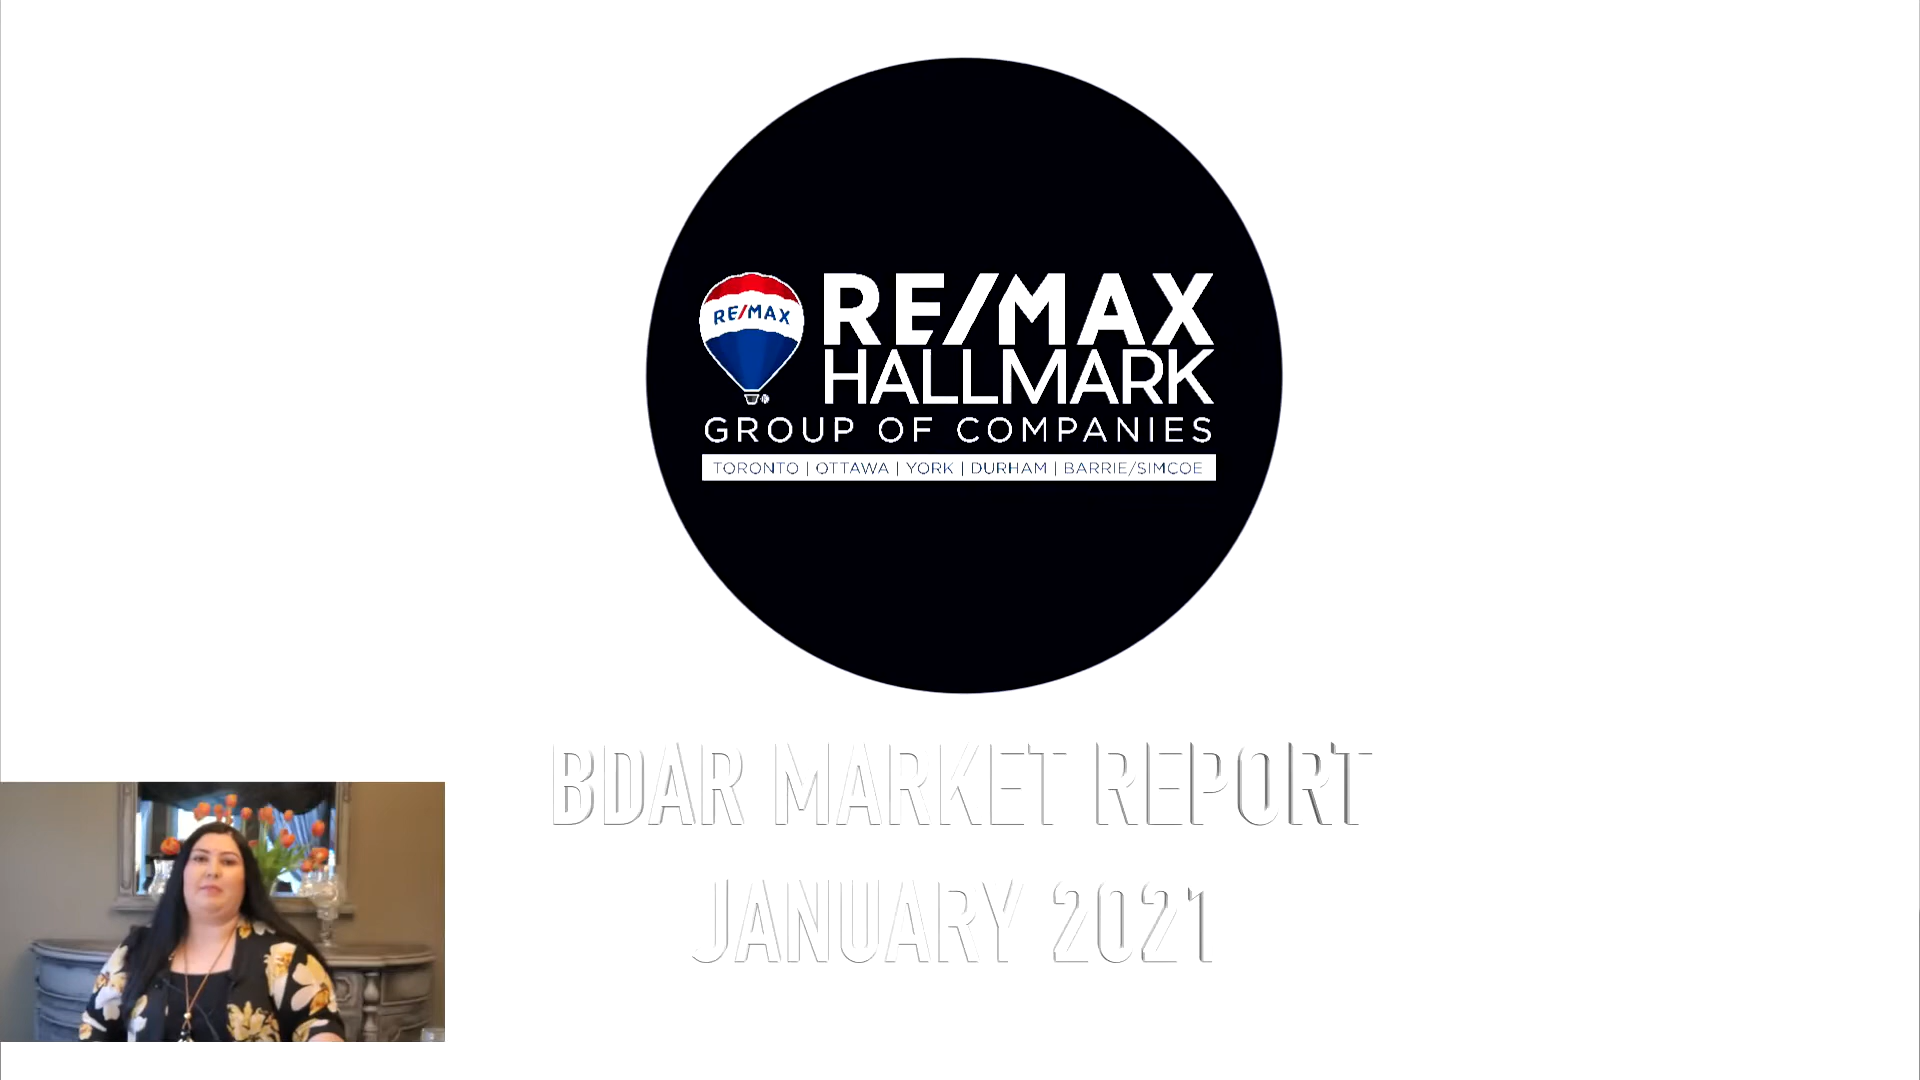 RE/MAX
RE/MAX
HALLMARK
GROUP OF COMPANIES
TORONTO | OTTAWA | YORK | DURHAM | BARRIE/SIMCOE
BDAR MARKET REPORT
JANUARY 2021